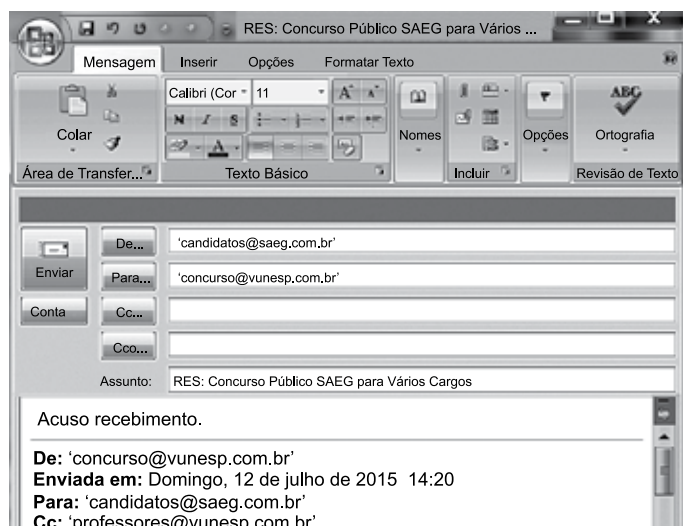 RES: Concurso Público SAEG para Vários ...
Mensagem Inserir Opções Formatar Texto
Colar
Área de Transfer...
Calibri (Cor 11
N I S
Texto Básico
Nomes
Incluir
Opções
ABC
Ortografia
Revisão de Texto
Enviar
De... 'candidatos@saeg.com.br'
Para... 'concurso@vunesp.com.br'
Conta
Cc...
Cco...
Assunto: RES: Concurso Público SAEG para Vários Cargos
Acuso recebimento.
De: 'concurso@vunesp.com.br'
Enviada em: Domingo, 12 de julho de 2015 14:20
Para: 'candidatos@saeg.com.br'
Cc: 'professores@vunesp.com.br'